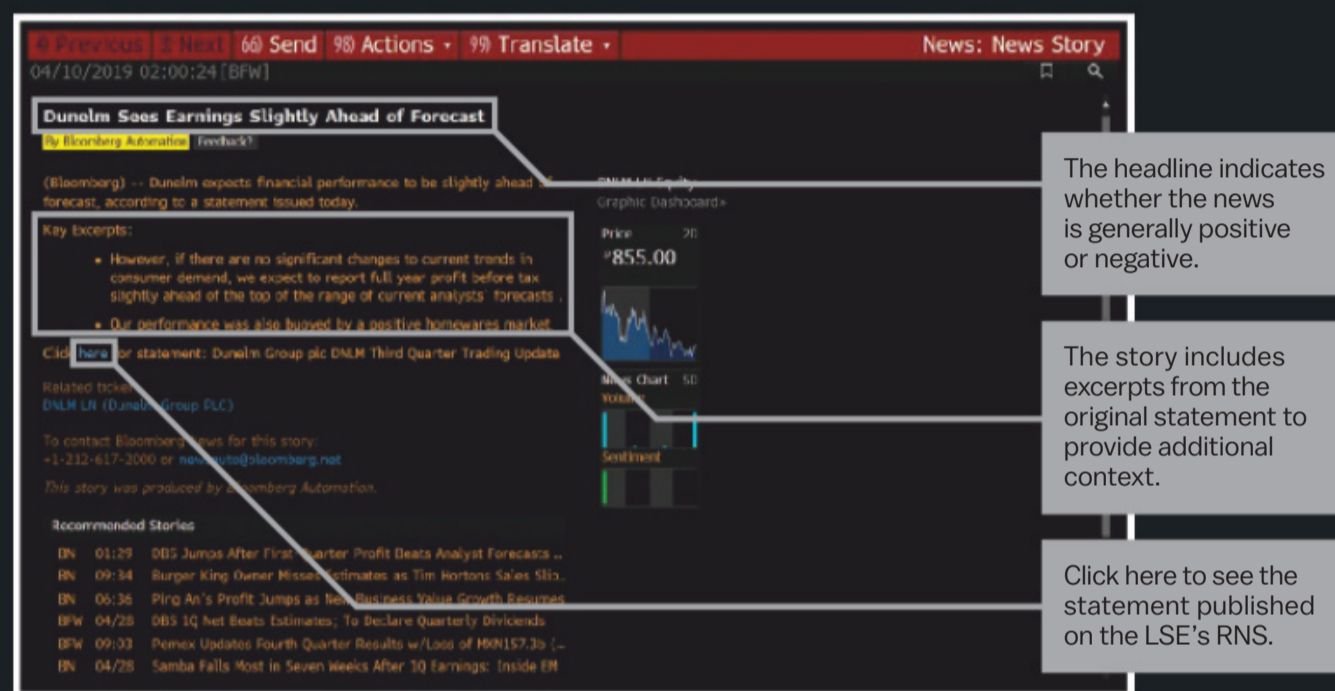 66) Send 98) Actions 99) Translate News: News Story
04/10/2019 02:00:24 [BFW]
Dunelm Sees Earnings Slightly Ahead of Forecast
By Bloomberg Automation Feedback?
(Bloomberg) -- Dunelm expects financial performance to be slightly ahead of
forecast, according to a statement issued today.
DNLM LN Equity
Graphic Dashboard»
Key Excerpts:
• However, if there are no significant changes to current trends in
consumer demand, we expect to report full year profit before tax
slightly ahead of the top of the range of current analysts' forecasts .
• Our performance was also buoyed by a positive homewares market
Click here for statement: Dunelm Group plc DNLM Third Quarter Trading Update
Related ticker
DNLM LN (Dunelm Group PLC)
To contact Bloomberg News for this story:
+1-212-617-2000 or newsauto@bloomberg.net
This story was produced by Bloomberg Automation.
Price 2D
855.00
News Chart 5D
Volume
Sentiment
Recommended Stories
BN 01:29 DBS Jumps After First-Quarter Profit Beats Analyst Forecasts ..
BN 09:34 Burger King Owner Misses Estimates as Tim Hortons Sales Slip..
BN 06:36 Ping An's Profit Jumps as New Business Value Growth Resumes
BFW 04/28 DBS 1Q Net Beats Estimates; To Declare Quarterly Dividends
BFW 09:03 Pemex Updates Fourth Quarter Results w/Loss of MXN157.3b (..
BN 04/28 Samba Falls Most in Seven Weeks After 1Q Earnings: Inside EM
The headline indicates
whether the news
is generally positive
or negative.
The story includes
excerpts from the
original statement to
provide additional
context.
Click here to see the
statement published
on the LSE's RNS.